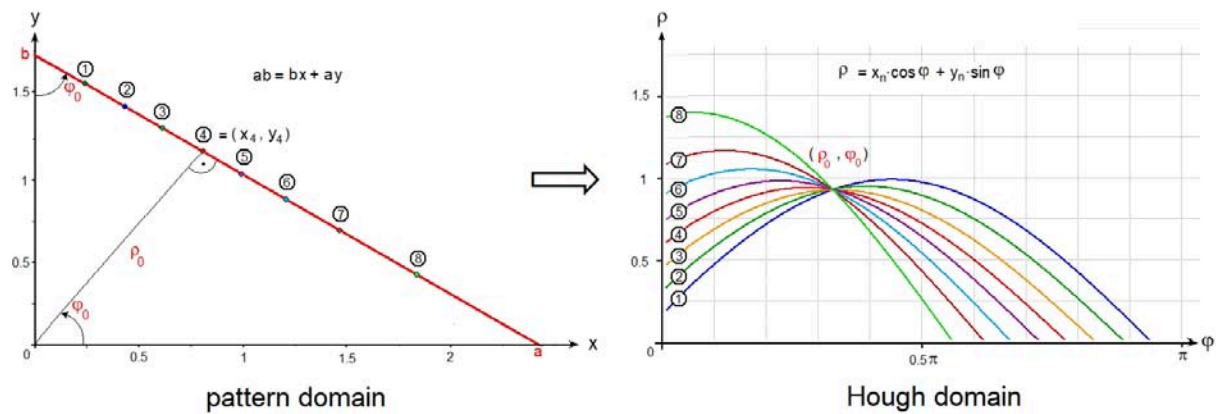 y
b
1.5
1
0.5
0
0.5
1
1.5
2
a
x
φ₀
①
②
③
④ = (x₄, y₄)
⑤
⑥
⑦
⑧
ab = bx + ay
ρ₀
φ₀
pattern domain
ρ
ρ = xₙ·cosφ + yₙ·sinφ
1.5
1
0.5
0
0.5π
π
φ
⑧
⑦
⑥
⑤
④
③
②
①
(ρ₀, φ₀)
Hough domain